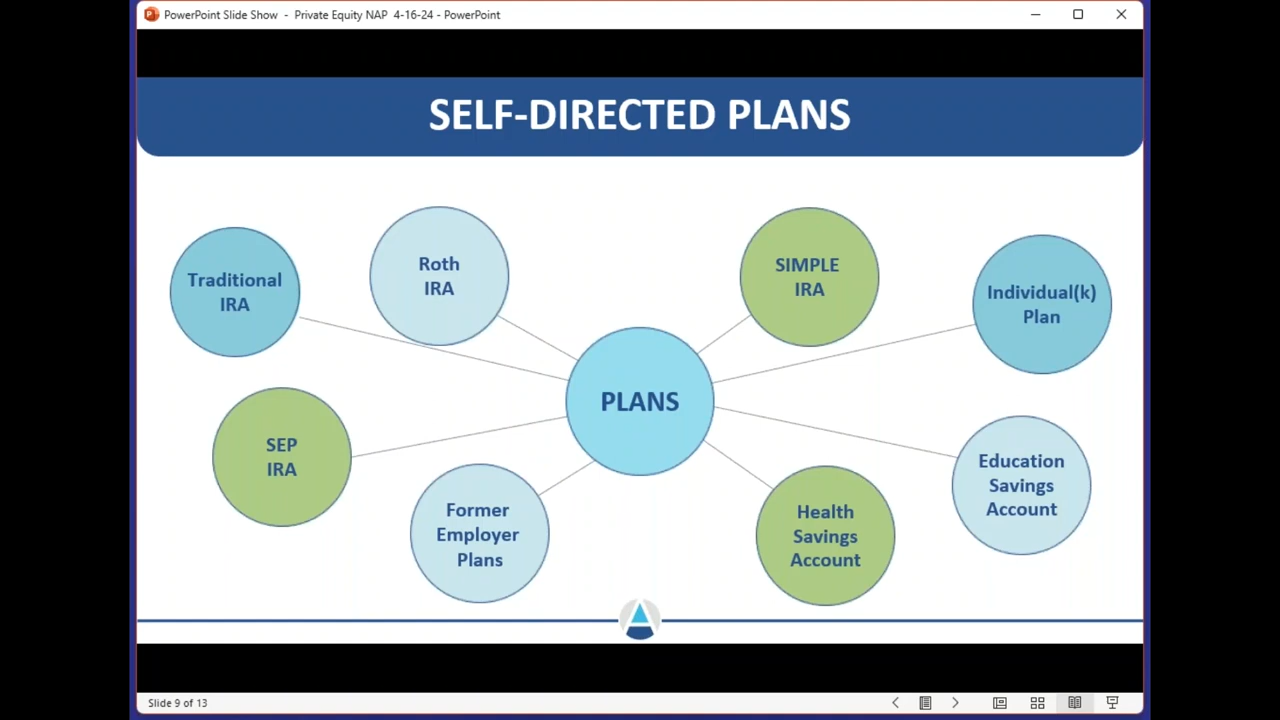 PowerPoint Slide Show - Private Equity NAP 4-16-24 - PowerPoint
SELF-DIRECTED PLANS
Traditional
IRA
Roth
IRA
SIMPLE
IRA
Individual(k)
Plan
PLANS
SEP
IRA
Former
Employer
Plans
Health
Savings
Account
Education
Savings
Account
Slide 9 of 13